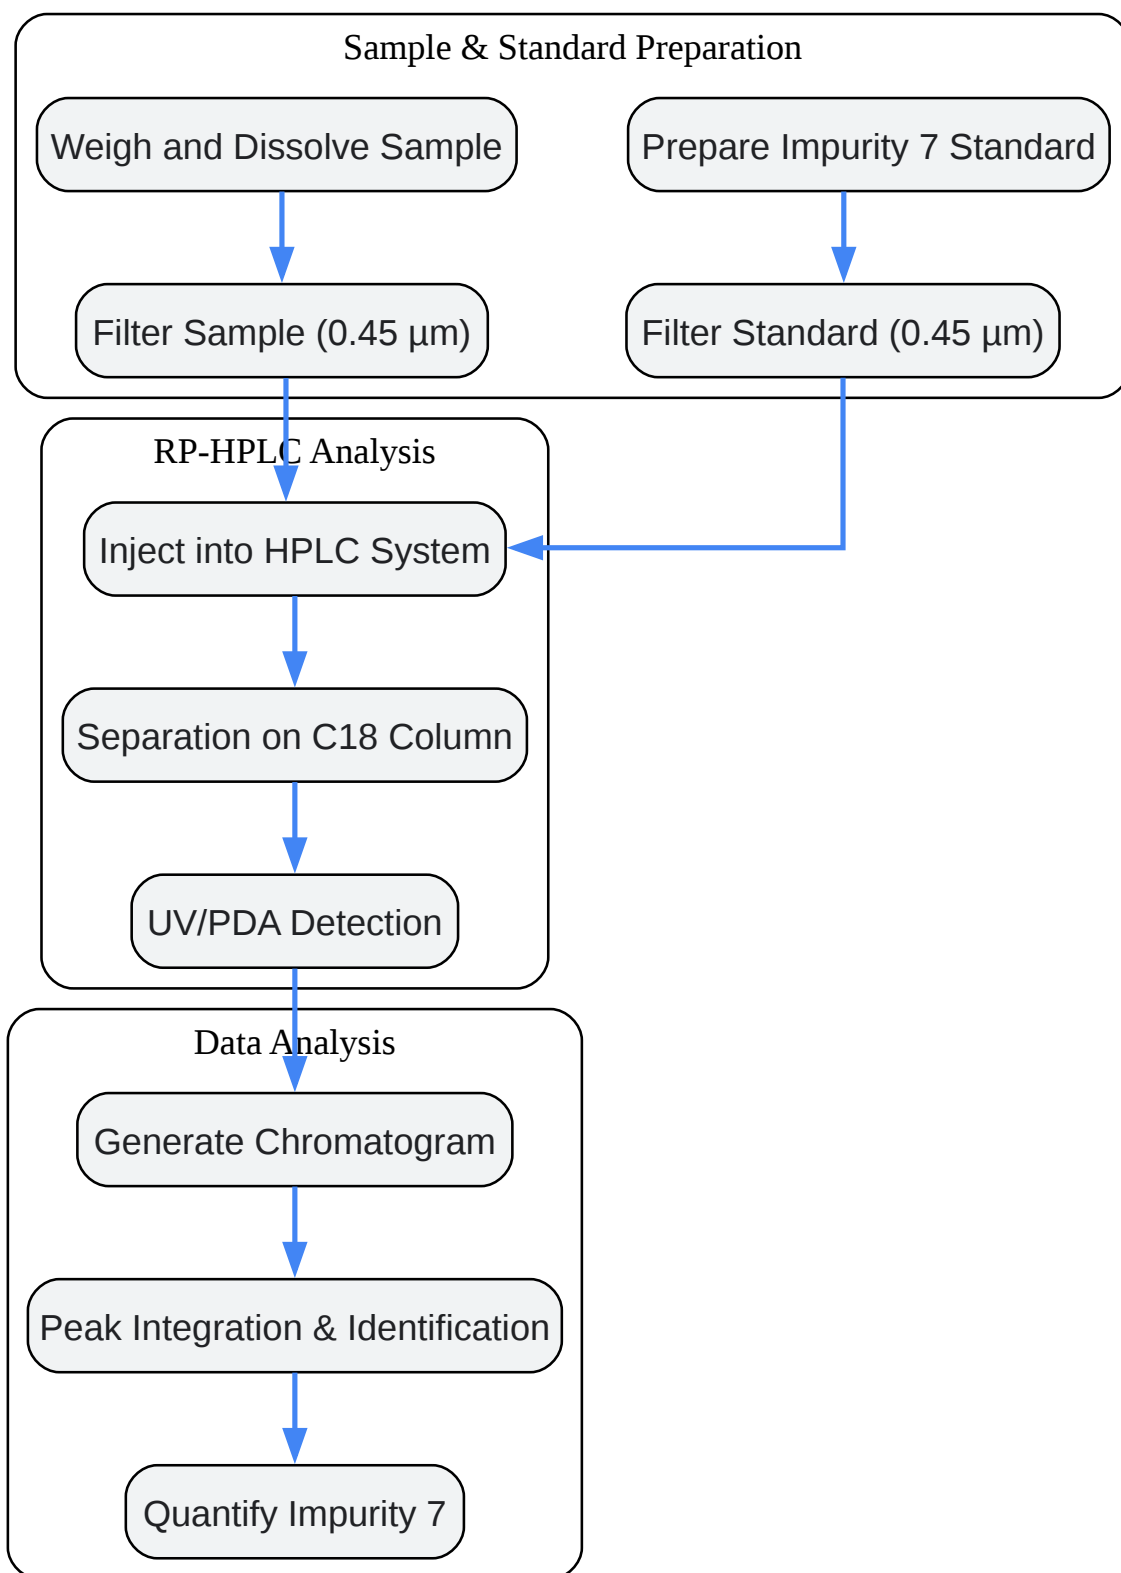 Sample & Standard Preparation
Weigh and Dissolve Sample
Prepare Impurity 7 Standard
Filter Sample (0.45 µm)
Filter Standard (0.45 µm)
RP-HPLC Analysis
Inject into HPLC System
Separation on C18 Column
UV/PDA Detection
Data Analysis
Generate Chromatogram
Peak Integration & Identification
Quantify Impurity 7